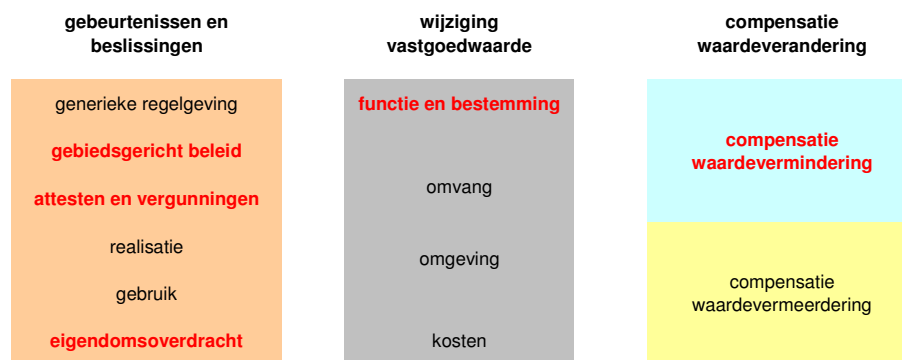 gebeurtenissen en
beslissingen
generieke regelgeving
gebiedsgericht beleid
attesten en vergunningen
realisatie
gebruik
eigendomsoverdracht
wijziging
vastgoedwaarde
functie en bestemming
omvang
omgeving
kosten
compensatie
waardeverandering
compensatie
waardevermindering
compensatie
waardevermeerdering